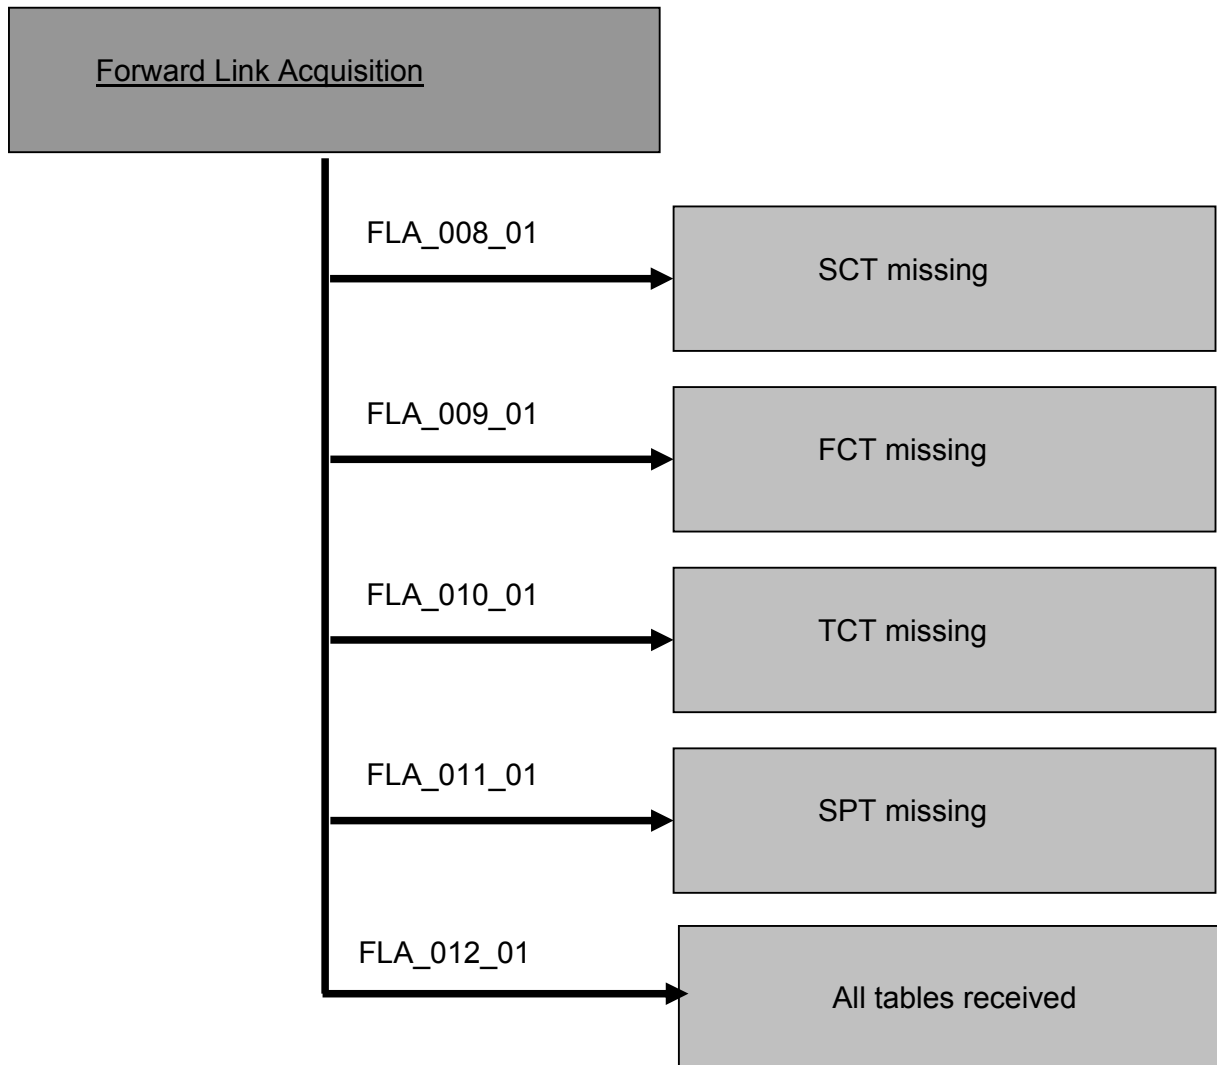 Forward Link Acquisition
FLA_008_01
SCT missing
FLA_009_01
FCT missing
FLA_010_01
TCT missing
FLA_011_01
SPT missing
FLA_012_01
All tables received